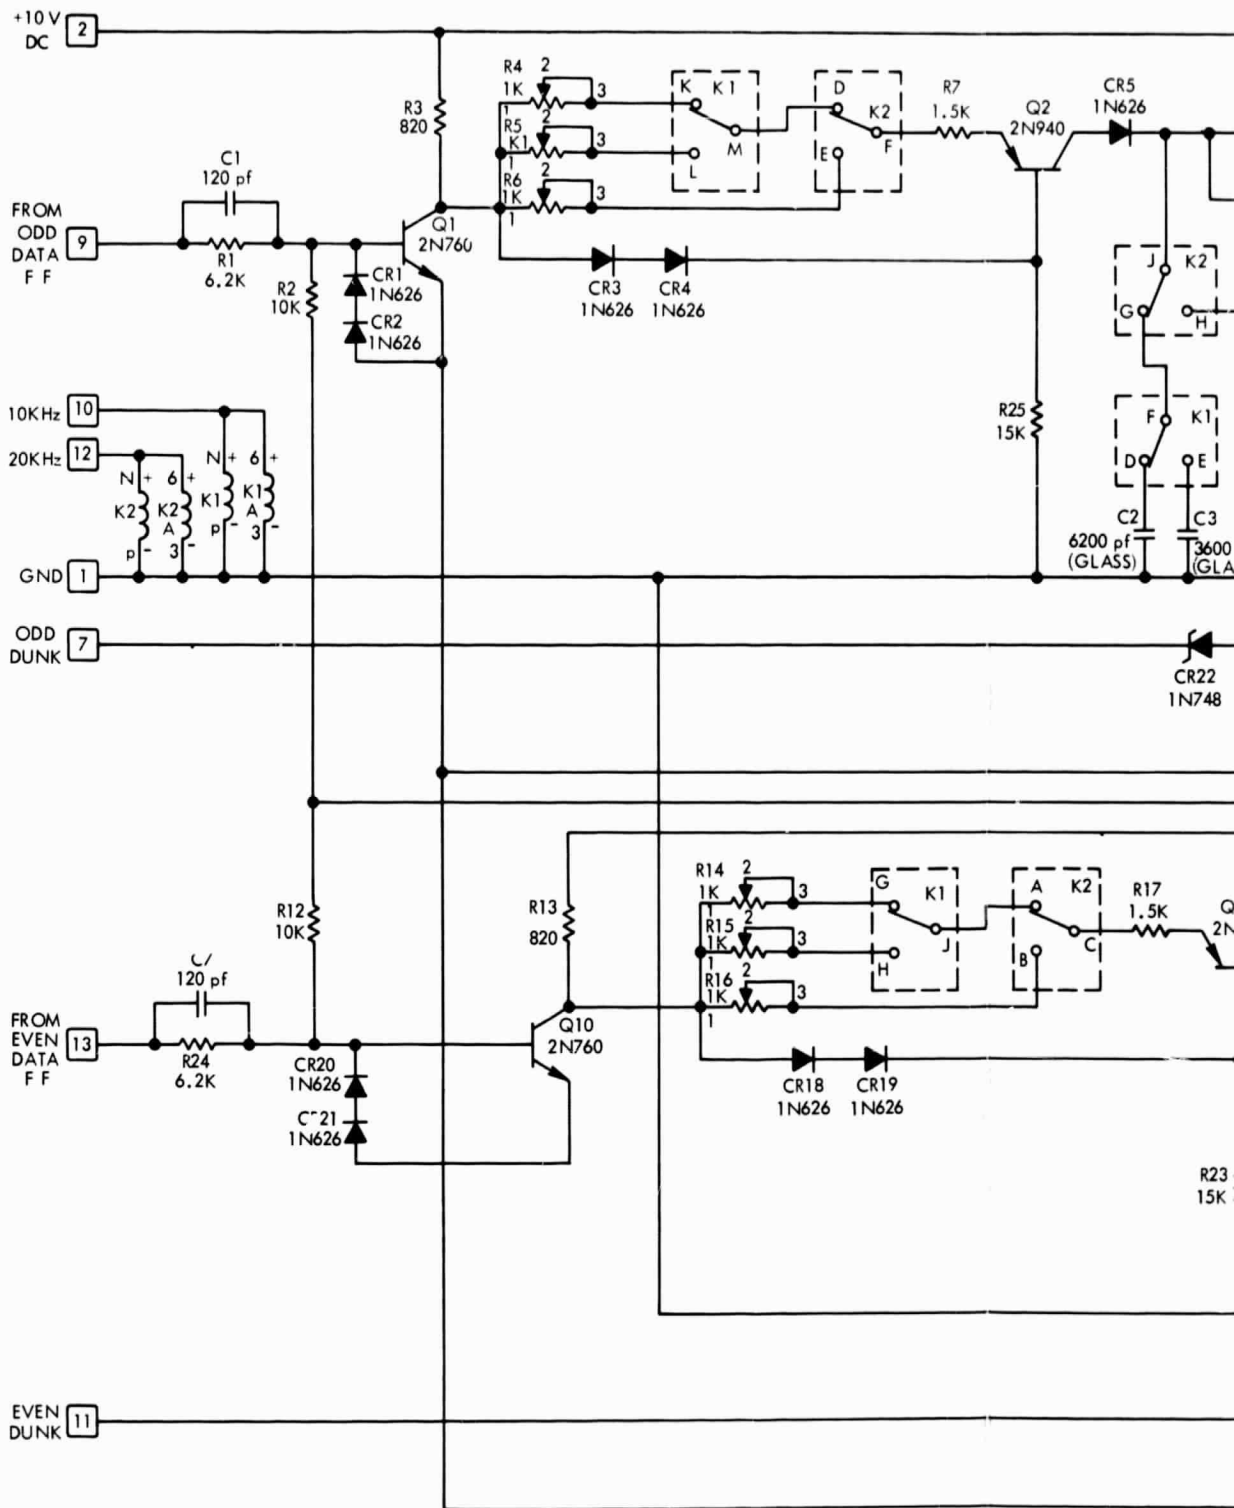 +10 V
DC
2
R3
820
R4
1K
1
2
3
R5
K1
1
2
3
R6
1K
1
2
3
K
K1
M
L
D
K2
F
E
R7
1.5K
Q2
2N940
CR5
1N626
C1
120 pf
FROM
ODD
DATA
F F
9
R1
6.2K
R2
10K
CR1
1N626
CR2
1N626
Q1
2N760
CR3
1N626
CR4
1N626
J
K2
G
H
R25
15K
F
K1
D
E
C2
6200 pf
(GLASS)
C3
3600
10KHz
10
20KHz
12
N +
K2
p -
6 +
K2
A
3 -
N +
K1
p -
6 +
K1
A
3 -
GND
1
ODD
DUNK
7
CR22
1N748
R12
10K
R13
820
R14
1K
1
2
3
R15
1K
1
2
3
R16
1K
1
2
3
G
K1
J
H
A
K2
C
B
R17
1.5K
120 pf
FROM
EVEN
DATA
F F
13
R24
6.2K
CR20
1N626
1N626
Q10
2N760
CR18
1N626
CR19
1N626
R23
15K
EVEN
DUNK
11